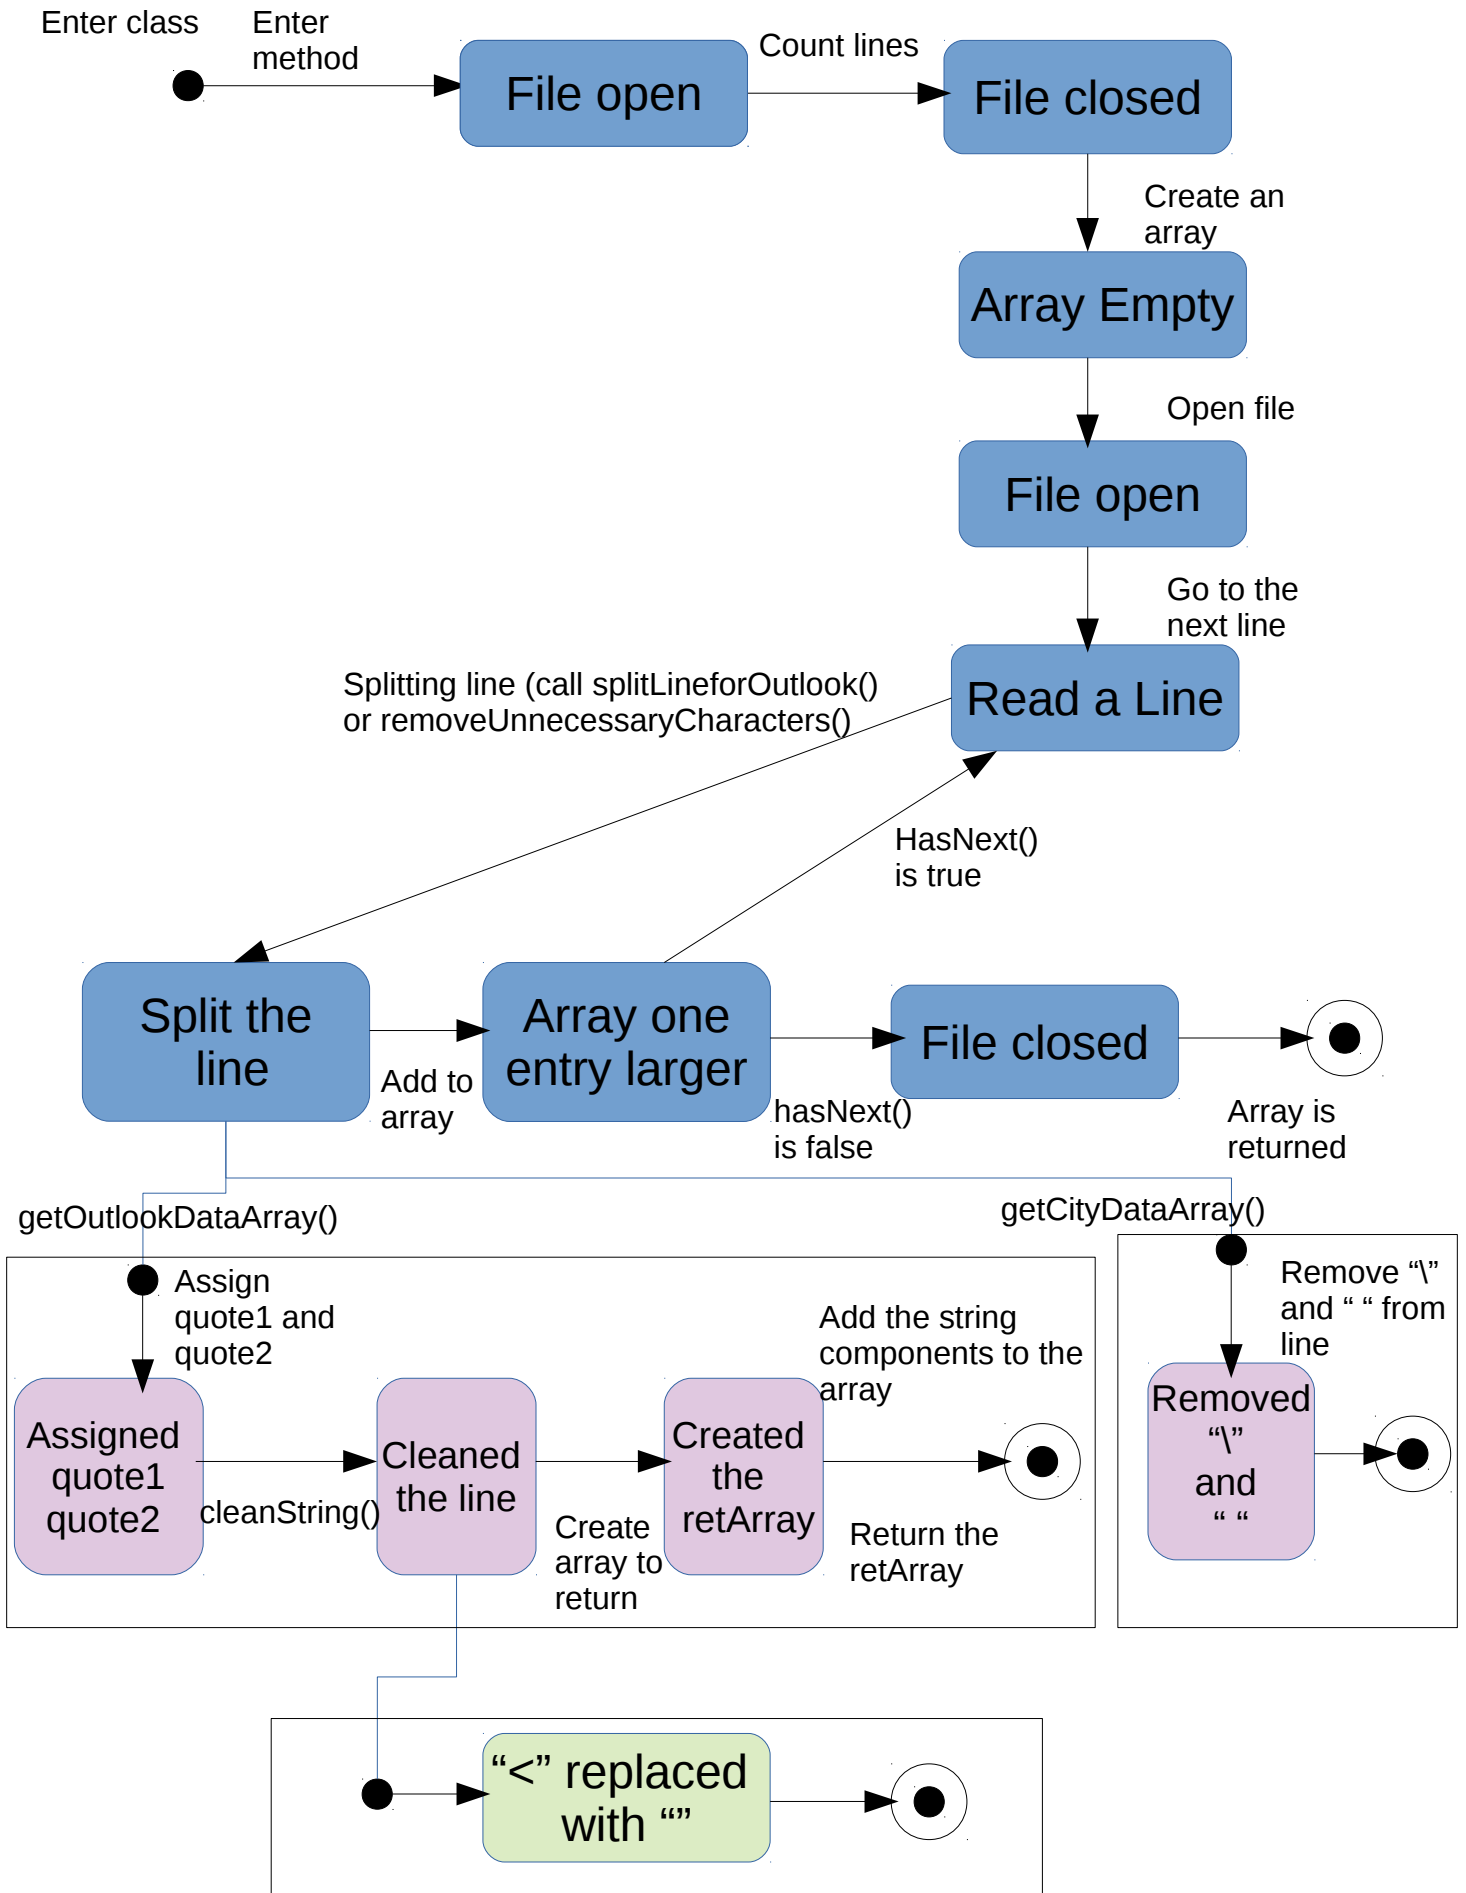 Enter class
Enter
method
File open
Count lines
File closed
Create an
array
Array Empty
Open file
File open
Go to the
next line
Read a Line
Splitting line (call splitLineforOutlook()
or removeUnnecessaryCharacters()
HasNext()
is true
Split the
line
Add to
array
Array one
entry larger
hasNext()
is false
File closed
Array is
returned
getOutlookDataArray()
getCityDataArray()
Assign
quote1 and
quote2
Assigned
quote1
quote2
cleanString()
Cleaned
the line
Create
array to
return
Created
the
retArray
Add the string
components to the
array
Return the
retArray
Remove “\”
and “ “ from
line
Removed
“\”
and
“ “
“<” replaced
with “”